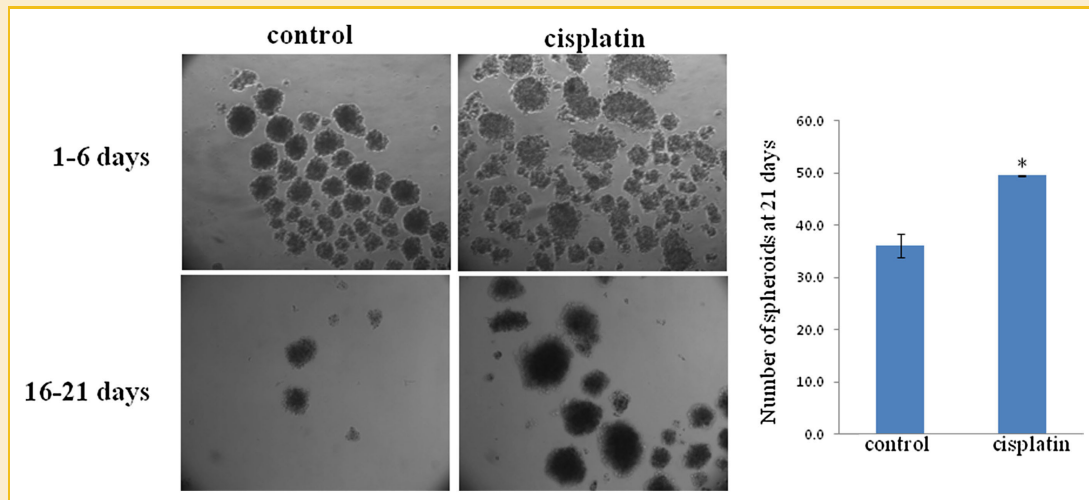 control
cisplatin
1-6 days
16-21 days
Number of spheroids at 21 days
60.0
50.0
40.0
30.0
20.0
10.0
0.0
*
control
cisplatin